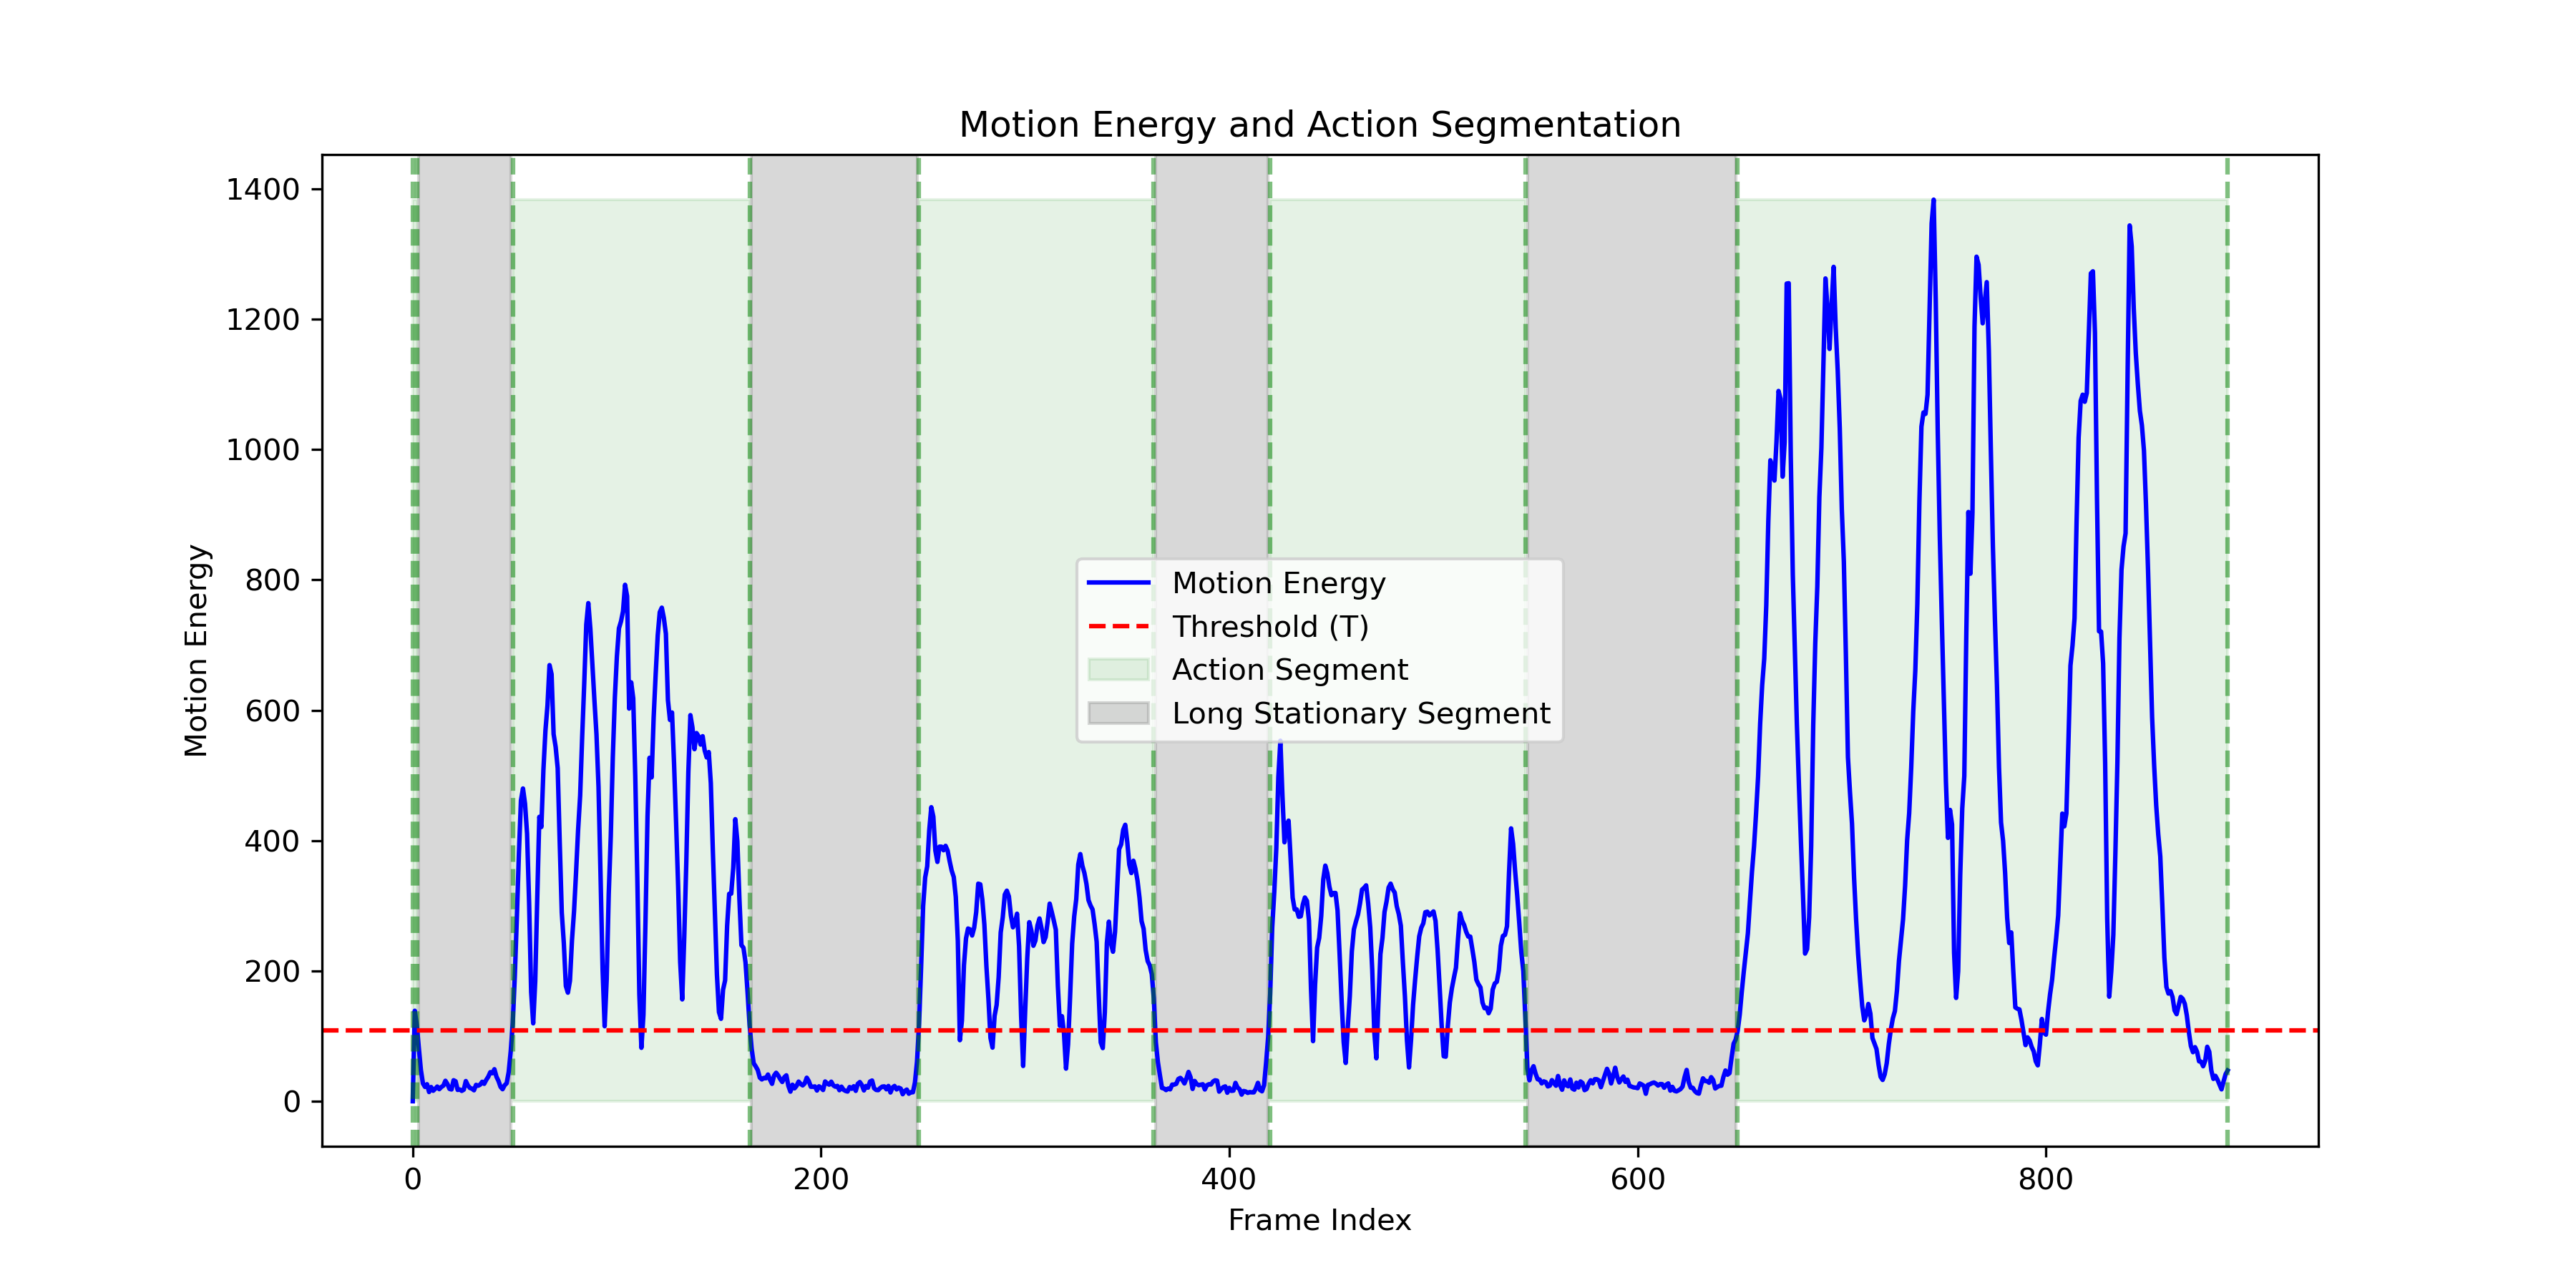 Motion Energy and Action Segmentation
1400
1200
1000
800
600
400
200
0
Motion Energy
Motion Energy
Threshold (T)
Action Segment
Long Stationary Segment
0 200 400 600 800
Frame Index